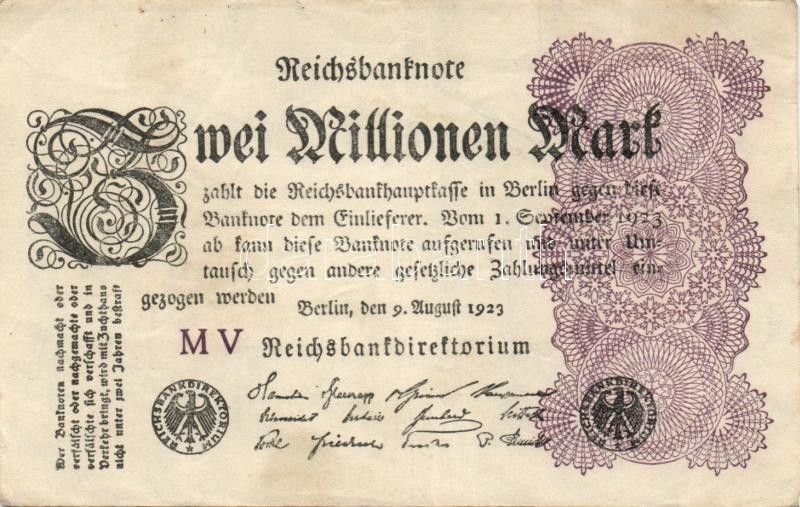 Reichsbanknote
Zwei Millionen Mark
zahlt die Reichsbankhauptkasse in Berlin gegen diese
Banknote dem Einlieferer. Vom 1. September 1923
ab kann diese Banknote aufgerufen und unter Um-
tausch gegen andere gesetzliche Zahlungsmittel ein-
gezogen werden
Berlin, den 9. August 1923
MV Reichsbankdirektorium
REICHSBANKDIREKTORIUM
REICHSBANKDIREKTORIUM
Wer Banknoten nachmacht oder
verfälscht oder nachgemachte oder
verfälschte sich verschafft und in
Verkehr bringt, wird mit Zuchthaus
nicht unter zwei Jahren bestraft